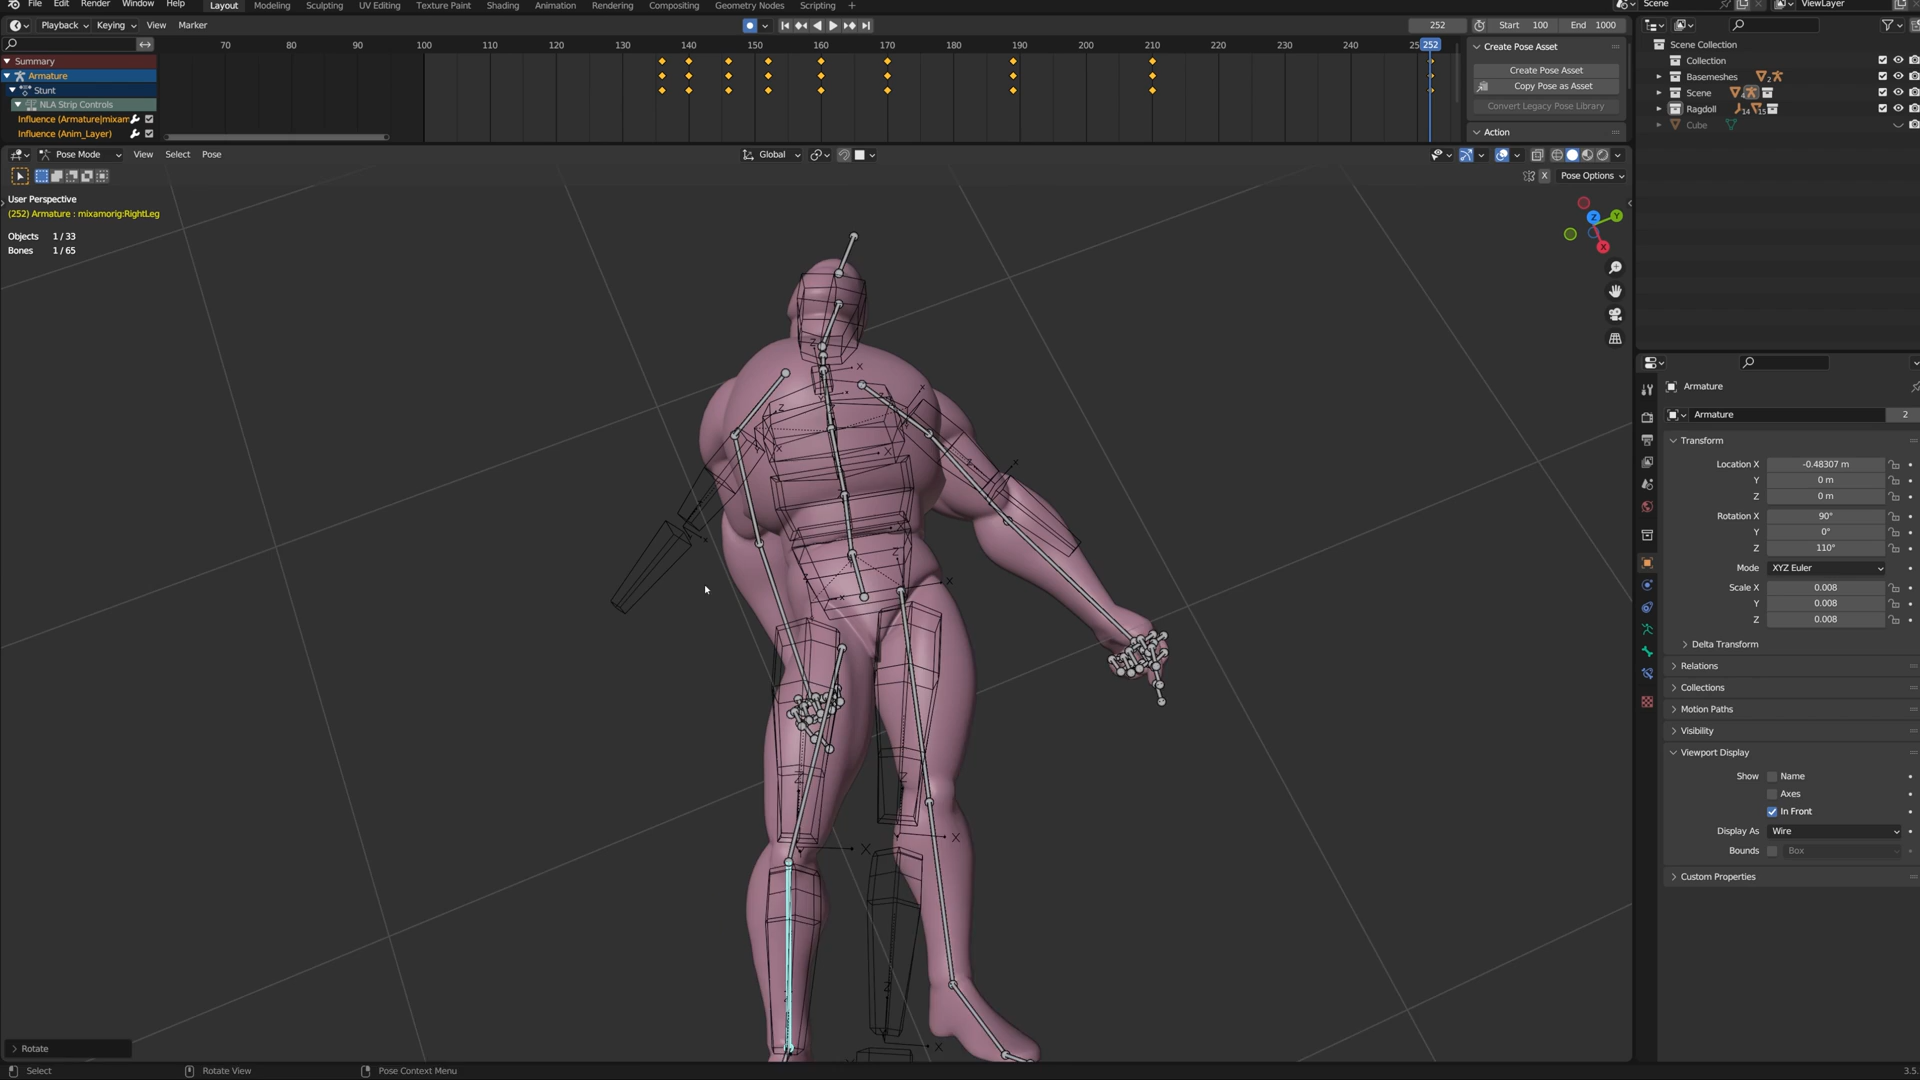 File Edit Render Window Help Layout Modeling Sculpting UV Editing Texture Paint Shading Animation Rendering Compositing Geometry Nodes Scripting + Scene ViewLayer
Playback Keying View Marker 252 Start 100 End 1000
70 80 90 100 110 120 130 140 150 160 170 180 190 200 210 220 230 240 25 252
Summary
Armature
Stunt
NLA Strip Controls
Influence (Armature|mixam
Influence (Anim_Layer)
Create Pose Asset
Create Pose Asset
Copy Pose as Asset
Convert Legacy Pose Library
Action
Scene Collection
Collection
Basemeshes 2
Scene
Ragdoll 14 15
Cube
Pose Mode View Select Pose Global
X Pose Options
User Perspective
(252) Armature : mixamorig:RightLeg
Objects 1 / 33
Bones 1 / 65
Z Y X
Armature
Armature 2
Transform
Location X -0.48307 m
Y 0 m
Z 0 m
Rotation X 90°
Y 0°
Z 110°
Mode XYZ Euler
Scale X 0.008
Y 0.008
Z 0.008
Delta Transform
Relations
Collections
Motion Paths
Visibility
Viewport Display
Show Name
Axes
In Front
Display As Wire
Bounds Box
Custom Properties
Rotate
Select Rotate View Pose Context Menu 3.5.